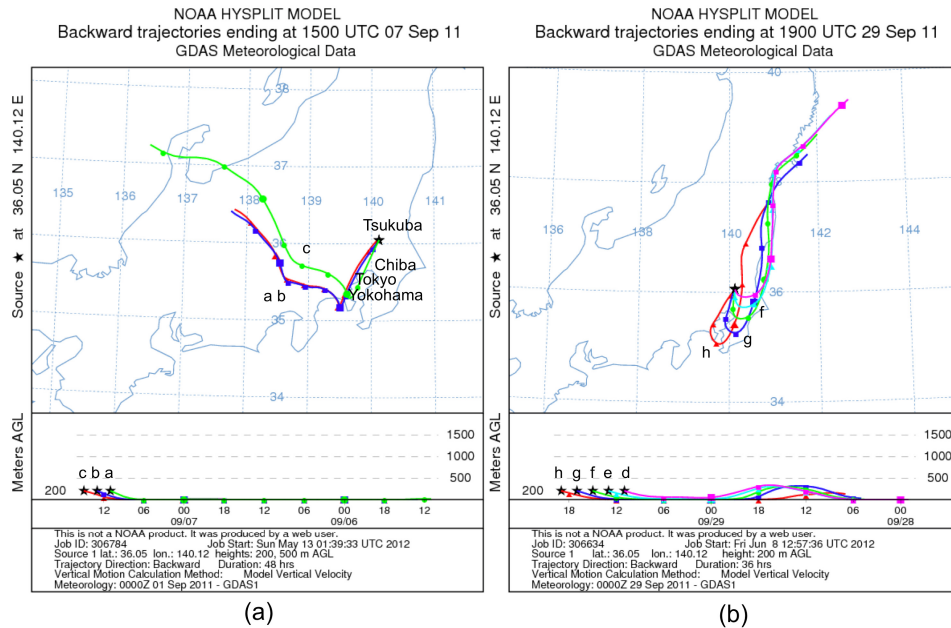 NOAA HYSPLIT MODEL
Backward trajectories ending at 1500 UTC 07 Sep 11
GDAS Meteorological Data
Source ★ at 36.05 N 140.12 E
38
37
135
136
137
138
139
140
141
36
35
34
Tsukuba
Chiba
Tokyo
Yokohama
c
a b
Meters AGL
1500
1000
500
200
c b a
12 06 00 18 12 06 00 18 12
09/07 09/06
This is not a NOAA product. It was produced by a web user.
Job ID: 306784 Job Start: Sun May 13 01:39:33 UTC 2012
Source 1 lat.: 36.05 lon.: 140.12 heights: 200, 500 m AGL
Trajectory Direction: Backward Duration: 48 hrs
Vertical Motion Calculation Method: Model Vertical Velocity
Meteorology: 0000Z 01 Sep 2011 - GDAS1
(a)
NOAA HYSPLIT MODEL
Backward trajectories ending at 1900 UTC 29 Sep 11
GDAS Meteorological Data
Source ★ at 36.05 N 140.12 E
40
38
136
138
140
142
144
36
34
f
g
h
Meters AGL
1500
1000
500
200
h g f e d
18 12 06 00 18 12 06 00
09/29 09/28
This is not a NOAA product. It was produced by a web user.
Job ID: 306634 Job Start: Fri Jun 8 12:57:36 UTC 2012
Source 1 lat.: 36.05 lon.: 140.12 height: 200 m AGL
Trajectory Direction: Backward Duration: 36 hrs
Vertical Motion Calculation Method: Model Vertical Velocity
Meteorology: 0000Z 29 Sep 2011 - GDAS1
(b)